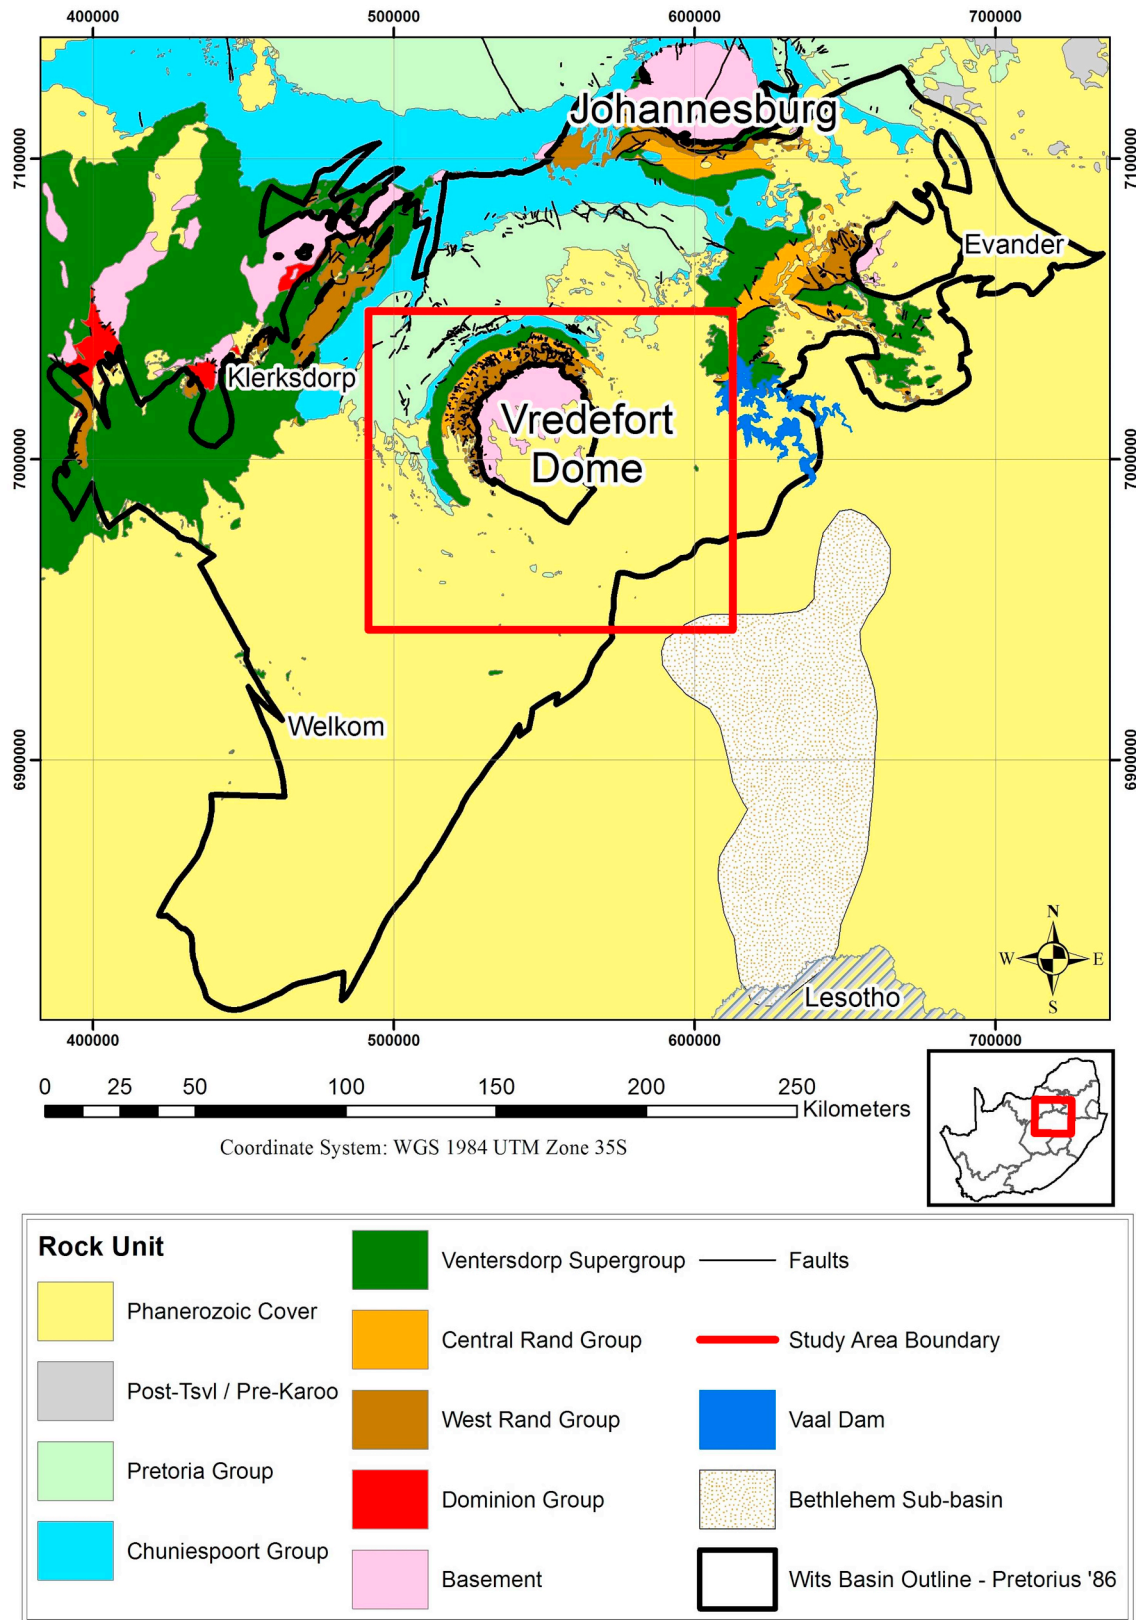 400000 500000 600000 700000
7100000 7100000
Johannesburg
Evander
Klerksdorp
Vredefort
Dome
7000000 7000000
Welkom
6900000 6900000
N
W E
S
Lesotho
400000 500000 600000 700000
0 25 50 100 150 200 250
Kilometers
Coordinate System: WGS 1984 UTM Zone 35S
Rock Unit
Phanerozoic Cover
Post-Tsvl / Pre-Karoo
Pretoria Group
Chuniespoort Group
Ventersdorp Supergroup
Central Rand Group
West Rand Group
Dominion Group
Basement
Faults
Study Area Boundary
Vaal Dam
Bethlehem Sub-basin
Wits Basin Outline - Pretorius '86